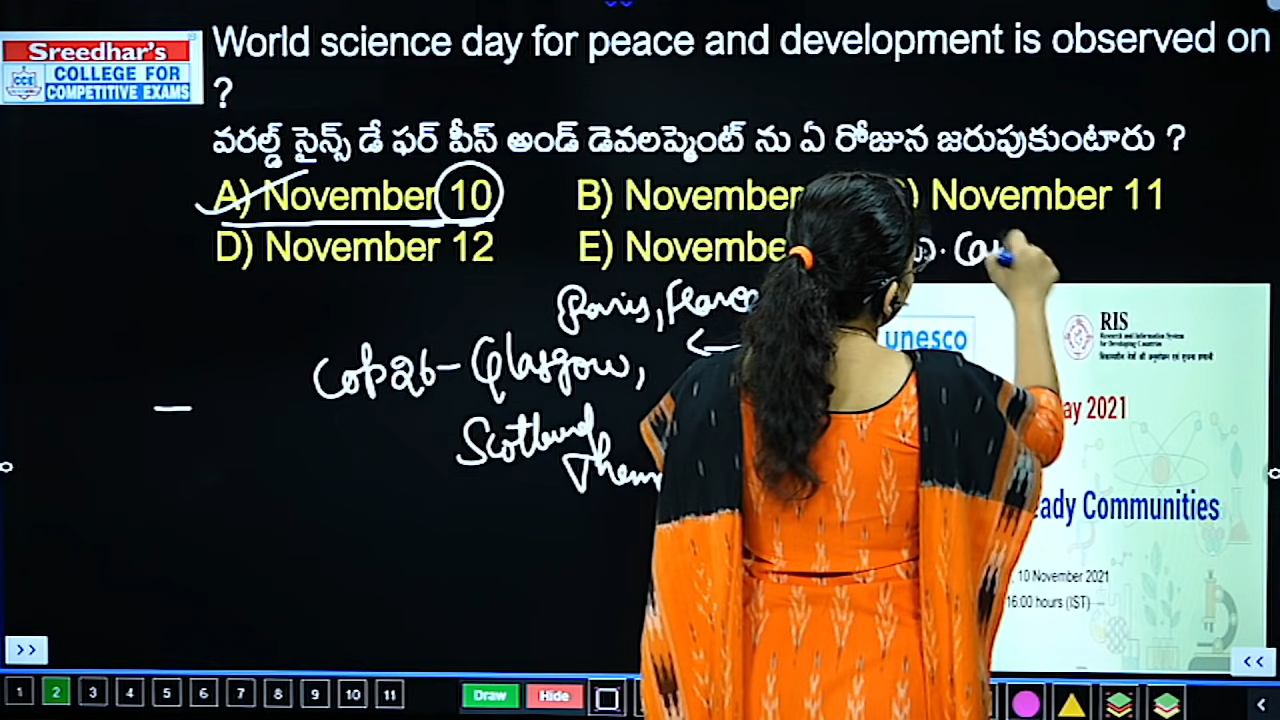 Sreedhar's
COLLEGE FOR
CCE
COMPETITIVE EXAMS
World science day for peace and development is observed on
?
వరల్డ్ సైన్స్ డే ఫర్ పీస్ అండ్ డెవలప్మెంట్ ను ఏ రోజున జరుపుకుంటారు ?
A) November 10
B) November
) November 11
D) November 12
E) Novembe
Paris, France
Cop26 - Glasgow,
Scotland
Them
unesco
RIS
Research and Information System
for Developing Countries
ay 2021
eady Communities
10 November 2021
16:00 hours (IST)
>>
<<
1 2 3 4 5 6 7 8 9 10 11
Draw
Hide
<